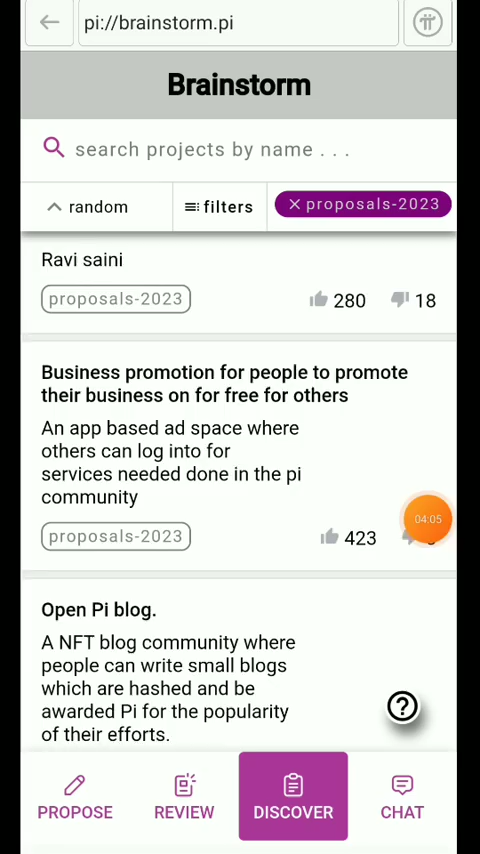 pi://brainstorm.pi
Brainstorm
search projects by name . . .
random
filters
proposals-2023
Ravi saini
proposals-2023
280
18
Business promotion for people to promote
their business on for free for others
An app based ad space where
others can log into for
services needed done in the pi
community
proposals-2023
423
04:05
Open Pi blog.
A NFT blog community where
people can write small blogs
which are hashed and be
awarded Pi for the popularity
of their efforts.
PROPOSE
REVIEW
DISCOVER
CHAT